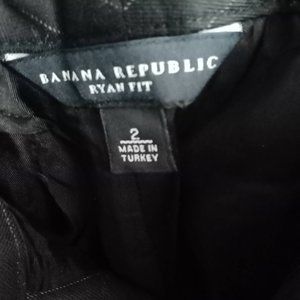 BANANA REPUBLIC
RYAN FIT
2
MADE IN
TURKEY